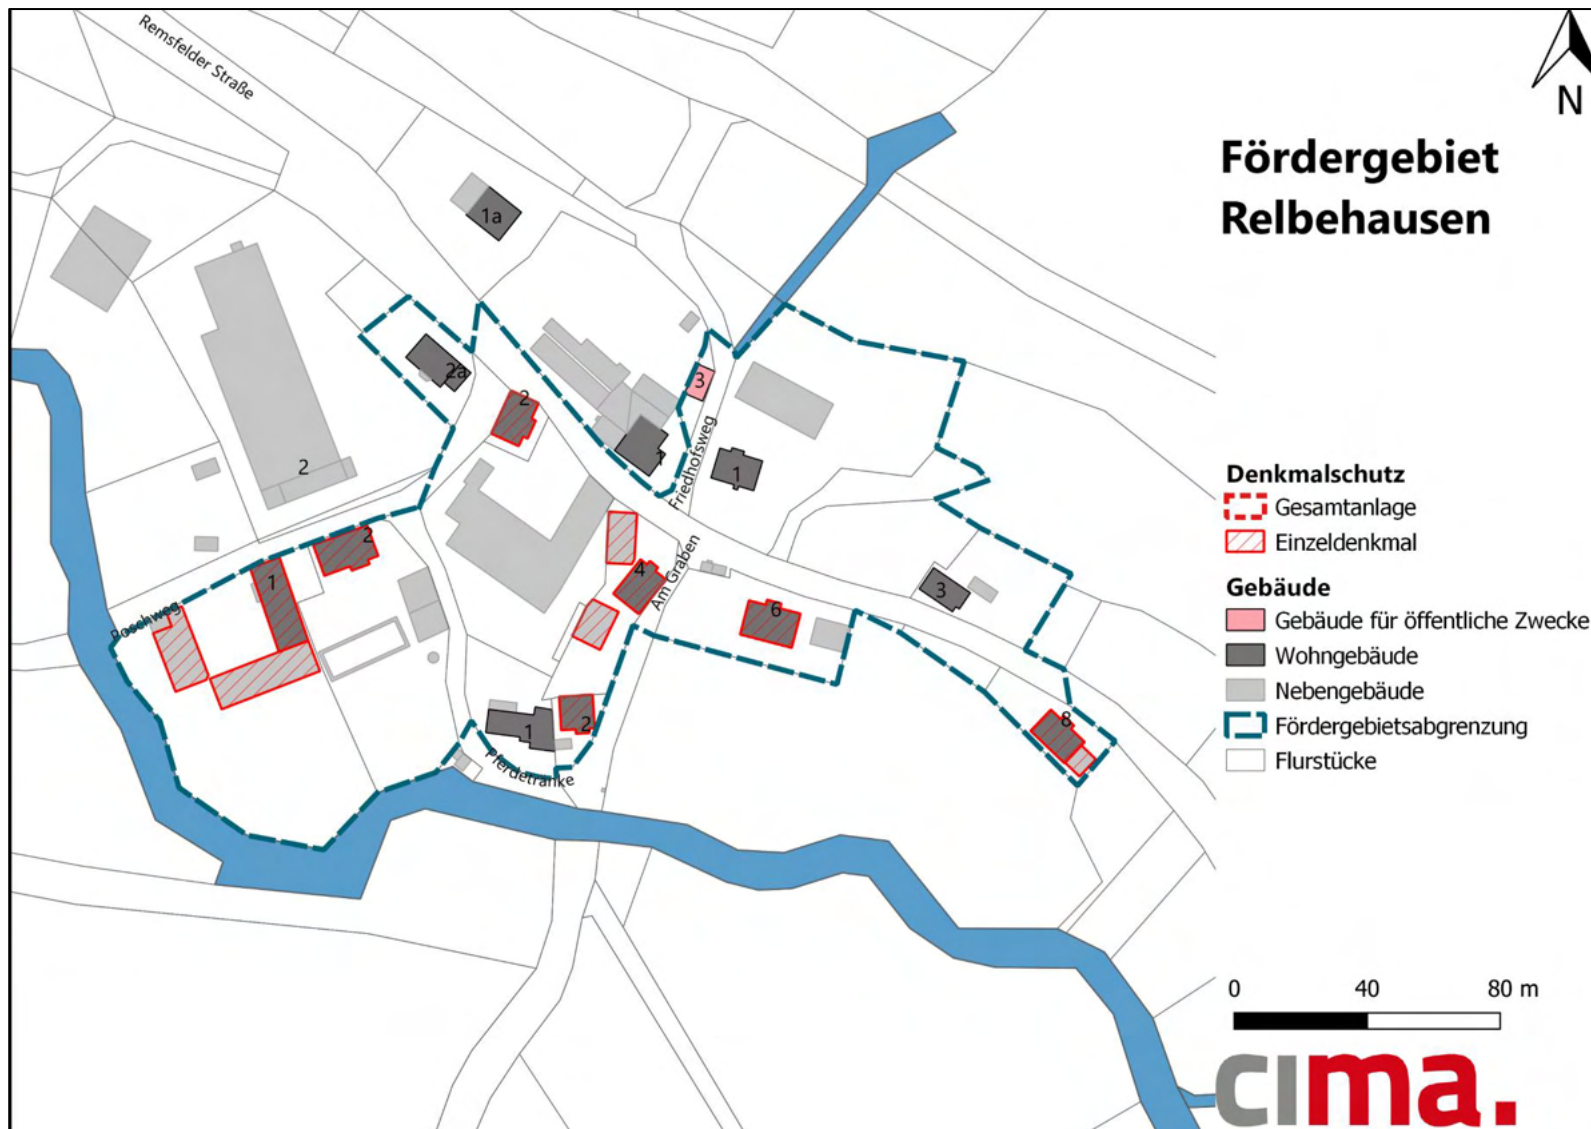 Remsfelder Straße
N
Fördergebiet
Relbehausen
1a
2a
2
3
7
Friedhofsweg
1
2
2
1
4
Am Graben
6
3
Poschweg
8
1
2
Pferdetränke
Denkmalschutz
Gesamtanlage
Einzeldenkmal
Gebäude
Gebäude für öffentliche Zwecke
Wohngebäude
Nebengebäude
Fördergebietsabgrenzung
Flurstücke
0 40 80 m
cima.